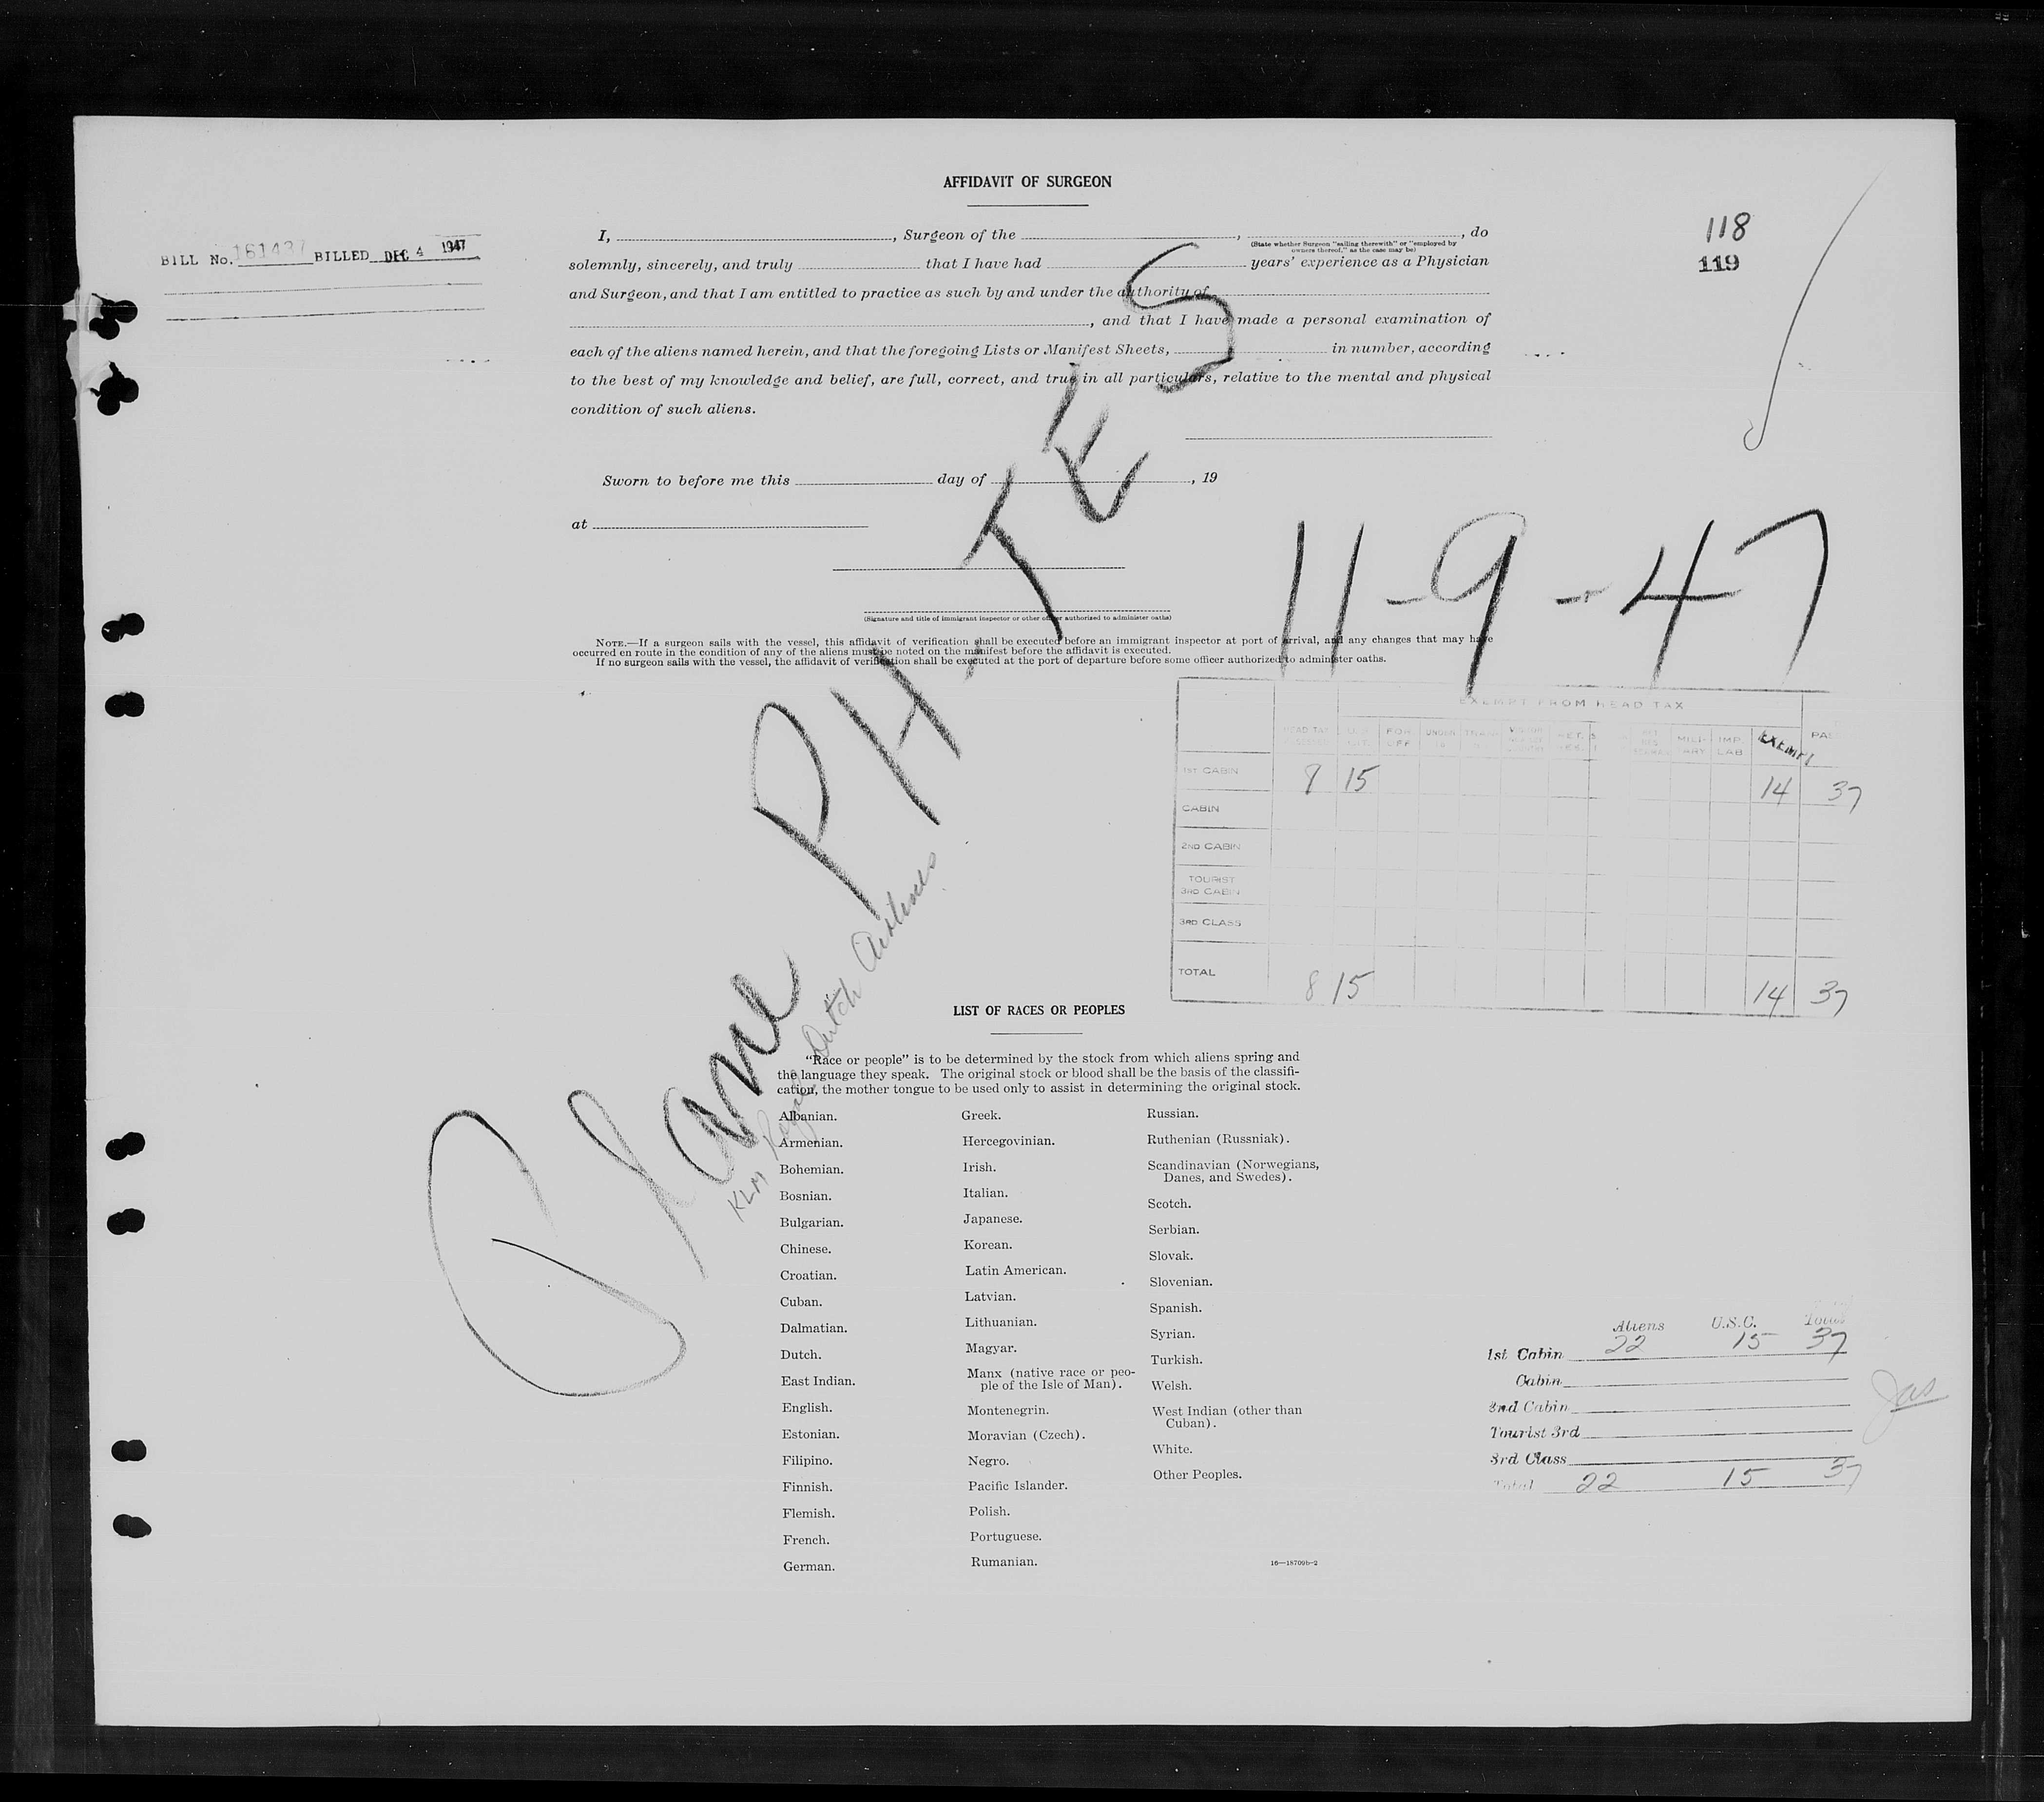 AFFIDAVIT OF SURGEON
118
119
BILL No. 161437 BILLED DEC 4 1947
I, , Surgeon of the , , do
(State whether Surgeon "sailing therewith" or "employed by
owners thereof," as the case may be)
solemnly, sincerely, and truly that I have had years' experience as a Physician
and Surgeon, and that I am entitled to practice as such by and under the authority of
, and that I have made a personal examination of
each of the aliens named herein, and that the foregoing Lists or Manifest Sheets, in number, according
to the best of my knowledge and belief, are full, correct, and true in all particulars, relative to the mental and physical
condition of such aliens.
Sworn to before me this day of , 19
at
(Signature and title of immigrant inspector or other officer authorized to administer oaths)
NOTE.—If a surgeon sails with the vessel, this affidavit of verification shall be executed before an immigrant inspector at port of arrival, and any changes that may have
occurred en route in the condition of any of the aliens must be noted on the manifest before the affidavit is executed.
If no surgeon sails with the vessel, the affidavit of verification shall be executed at the port of departure before some officer authorized to administer oaths.
Plane PH-TES
11-9-47
KLM Royal Dutch Airlines
EXEMPT FROM HEAD TAX
HEAD TAX FOR OFF UNDER 16 MILITARY IMP LAB EXEMPT PA
1ST CABIN 8 15 14 37
CABIN
2ND CABIN
TOURIST
3RD CABIN
3RD CLASS
TOTAL 8 15 14 37
LIST OF RACES OR PEOPLES
"Race or people" is to be determined by the stock from which aliens spring and
the language they speak. The original stock or blood shall be the basis of the classifi-
cation, the mother tongue to be used only to assist in determining the original stock.
Albanian.
Armenian.
Bohemian.
Bosnian.
Bulgarian.
Chinese.
Croatian.
Cuban.
Dalmatian.
Dutch.
East Indian.
English.
Estonian.
Filipino.
Finnish.
Flemish.
French.
German.
Greek.
Hercegovinian.
Irish.
Italian.
Japanese.
Korean.
Latin American.
Latvian.
Lithuanian.
Magyar.
Manx (native race or peo-
ple of the Isle of Man).
Montenegrin.
Moravian (Czech).
Negro.
Pacific Islander.
Polish.
Portuguese.
Rumanian.
Russian.
Ruthenian (Russniak).
Scandinavian (Norwegians,
Danes, and Swedes).
Scotch.
Serbian.
Slovak.
Slovenian.
Spanish.
Syrian.
Turkish.
Welsh.
West Indian (other than
Cuban).
White.
Other Peoples.
16—18709b-2
Aliens U.S.C. Total
1st Cabin 22 15 37
Cabin
2nd Cabin
Tourist 3rd
3rd Class
Total 22 15 37